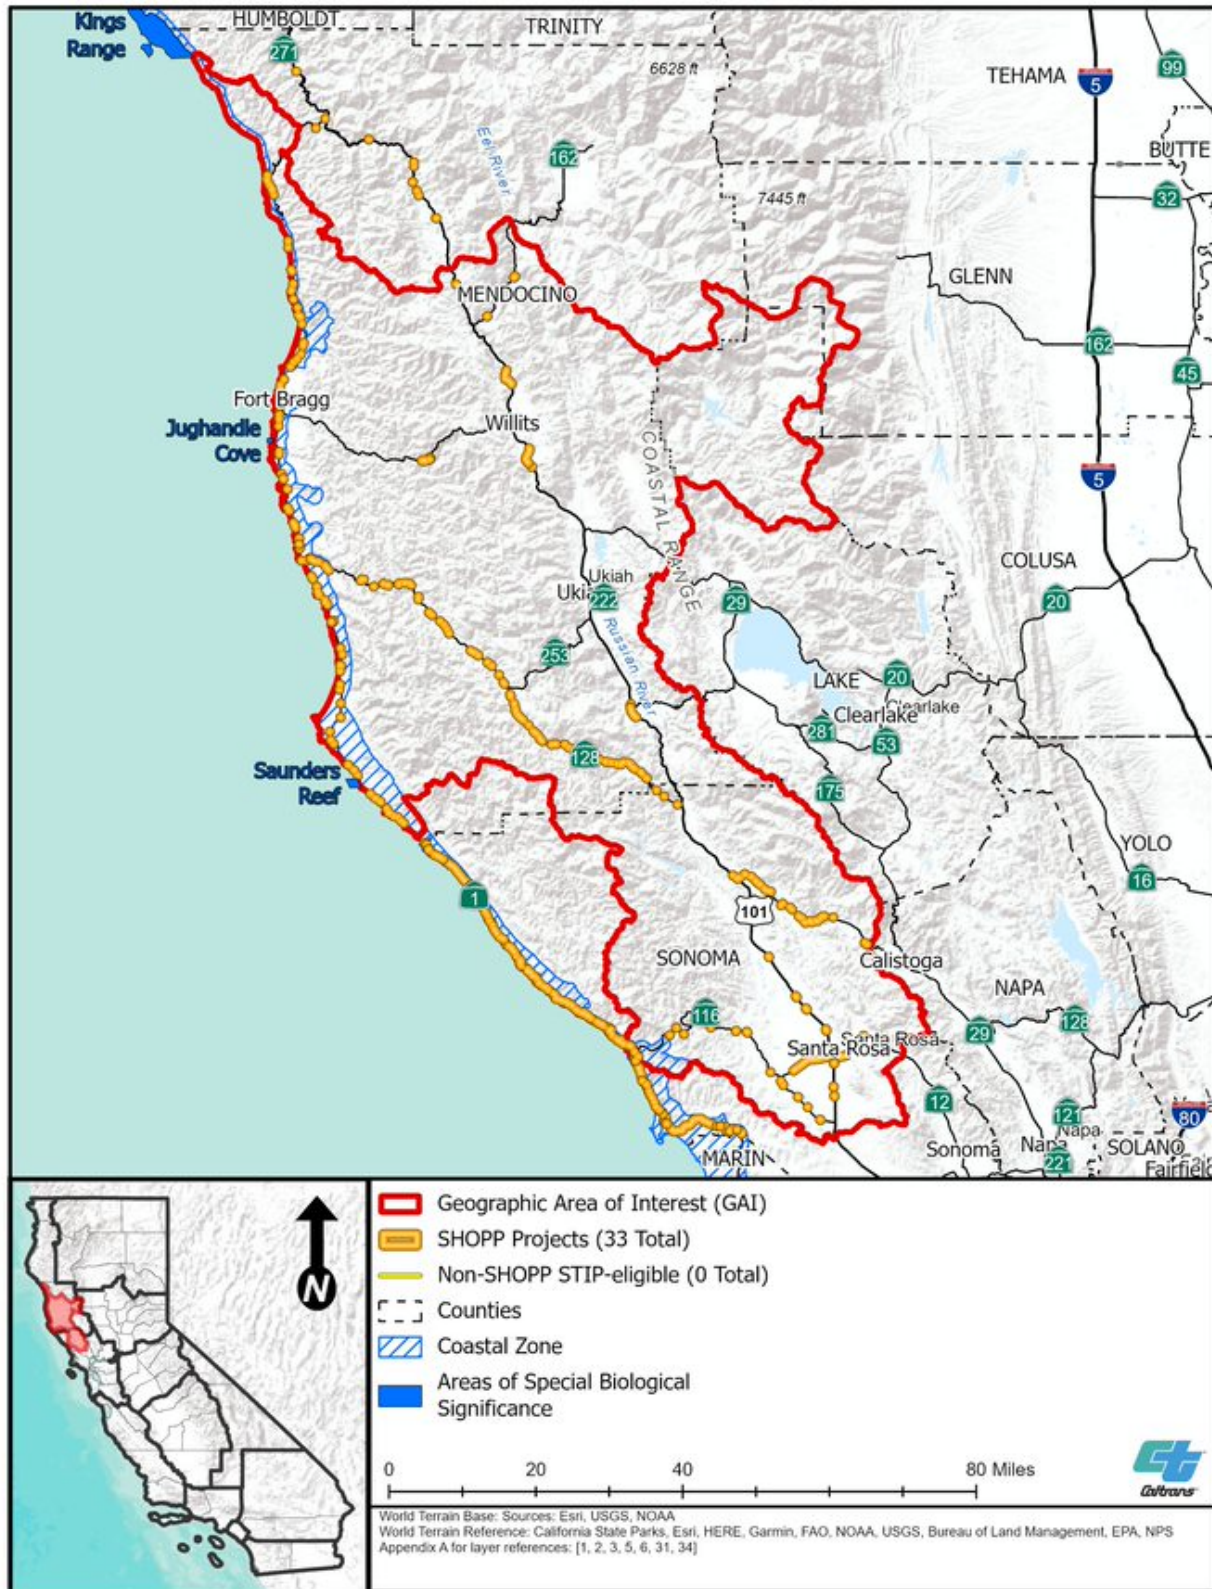 Kings
Range
HUMBOLDT
TRINITY
271
6628 ft
TEHAMA
5
99
Eel River
162
BUTTE
7445 ft
32
GLENN
MENDOCINO
162
45
Fort Bragg
Jughandle
Cove
Willits
COASTAL RANGE
5
COLUSA
Ukiah
222
29
20
Russian River
253
LAKE
20
Clearlake
Clearlake
281
53
128
175
Saunders
Reef
YOLO
16
1
101
SONOMA
Calistoga
NAPA
116
29
128
Santa Rosa
Santa Rosa
12
121
Napa
80
MARIN
Sonoma
Napa
221
SOLANO
Fairfield
N
Geographic Area of Interest (GAI)
SHOPP Projects (33 Total)
Non-SHOPP STIP-eligible (0 Total)
Counties
Coastal Zone
Areas of Special Biological
Significance
0 20 40 80 Miles
Caltrans
World Terrain Base: Sources: Esri, USGS, NOAA
World Terrain Reference: California State Parks, Esri, HERE, Garmin, FAO, NOAA, USGS, Bureau of Land Management, EPA, NPS
Appendix A for layer references: [1, 2, 3, 5, 6, 31, 34]